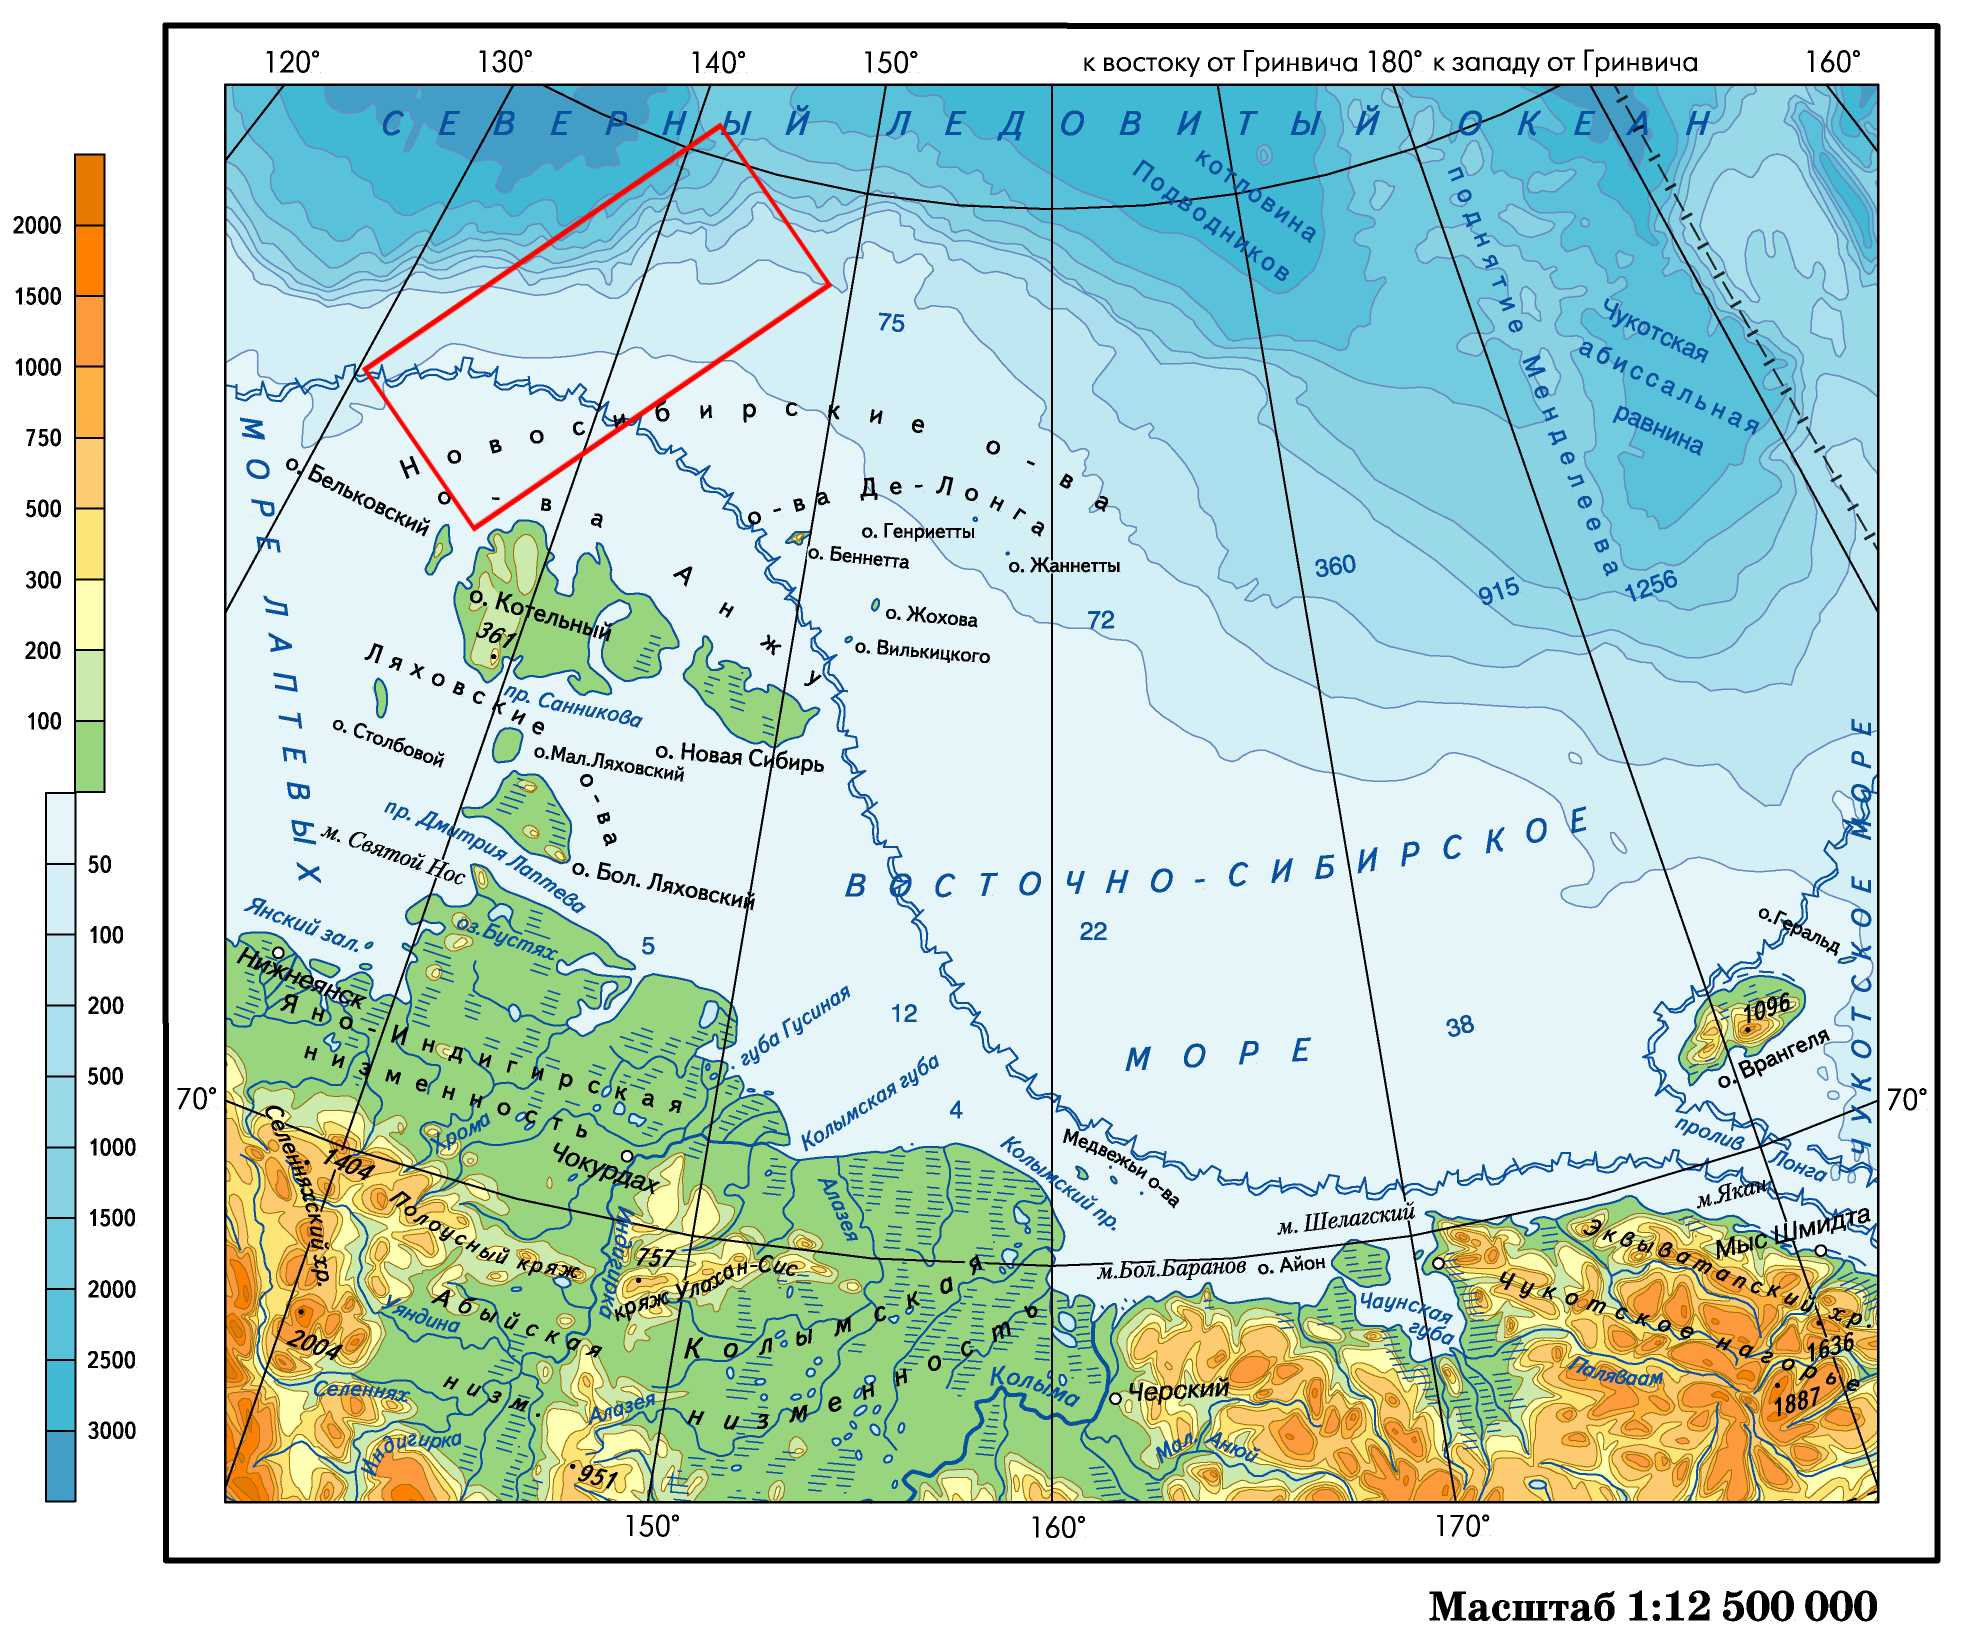 120° 130° 140° 150° к востоку от Гринвича 180° к западу от Гринвича 160°
СЕВЕРНЫЙ ЛЕДОВИТЫЙ ОКЕАН
котловина
Подводников
поднятие Менделеева
Чукотская
абиссальная
равнина
2000
1500
1000
750
500
300
200
100
50
100
200
500
1000
1500
2000
2500
3000
75
МОРЕ ЛАПТЕВЫХ
Новосибирские о-ва
о-ва Анжу
о. Бельковский
о-ва Де-Лонга
о. Генриетты
о. Беннетта
о. Жаннетты
360
915
1256
о. Котельный
361
о. Жохова
72
о. Вилькицкого
Ляховские о-ва
пр. Санникова
о. Столбовой
о.Мал.Ляховский
о. Новая Сибирь
пр. Дмитрия Лаптева
м. Святой Нос
о. Бол. Ляховский
ВОСТОЧНО-СИБИРСКОЕ
МОРЕ
ЧУКОТСКОЕ МОРЕ
Янский зал.
оз.Бустях
5
22
12
38
4
о.Геральд
1096
о. Врангеля
Нижнеянск
Яно-Индигирская
низменность
губа Гусиная
Колымская губа
70°
70°
Хрома
Чокурдах
Медвежьи о-ва
Колымский пр.
пролив Лонга
м.Якан
м. Шелагский
Мыс Шмидта
Селенняхский хр.
1404
Полоусный кряж
Индигирка
Алазея
757
кряж Улахан-Сис
м.Бол.Баранов
о. Айон
Чаунская
губа
Эквыватапский хр.
Чукотское нагорье
1636
1887
Паляваам
2004
Уяндина
Абыйская
низм.
Селеннях
Индигирка
Алазея
951
Колымская
низменность
Колыма
Черский
Мал. Анюй
150° 160° 170°
Масштаб 1:12 500 000